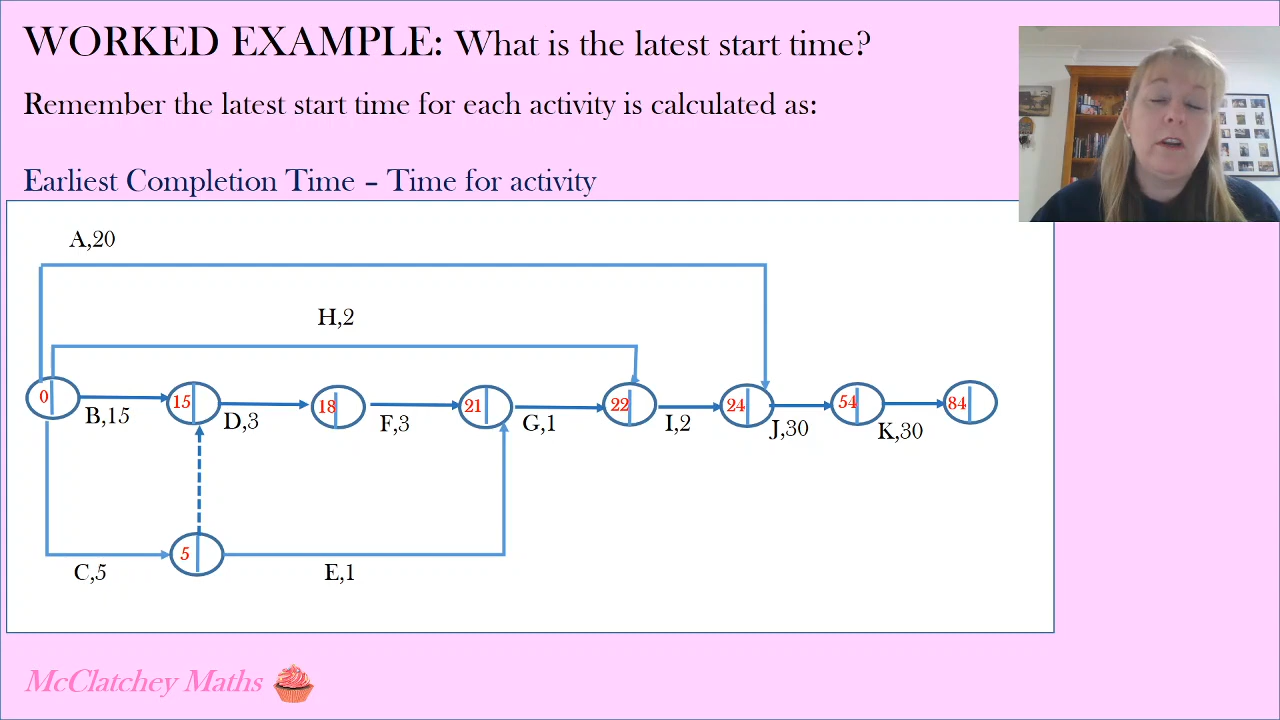 WORKED EXAMPLE: What is the latest start time?
Remember the latest start time for each activity is calculated as:
Earliest Completion Time – Time for activity
A,20
H,2
0
15
18
21
22
24
54
84
B,15
D,3
F,3
G,1
I,2
J,30
K,30
5
C,5
E,1
McClatchey Maths